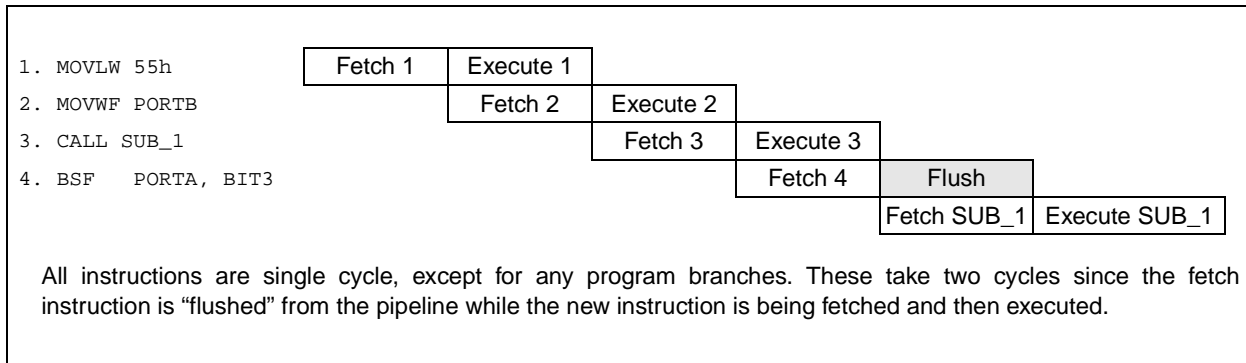 1. MOVLW 55h Fetch 1 Execute 1
2. MOVWF PORTB Fetch 2 Execute 2
3. CALL SUB_1 Fetch 3 Execute 3
4. BSF PORTA, BIT3 Fetch 4 Flush
Fetch SUB_1 Execute SUB_1
All instructions are single cycle, except for any program branches. These take two cycles since the fetch
instruction is “flushed” from the pipeline while the new instruction is being fetched and then executed.